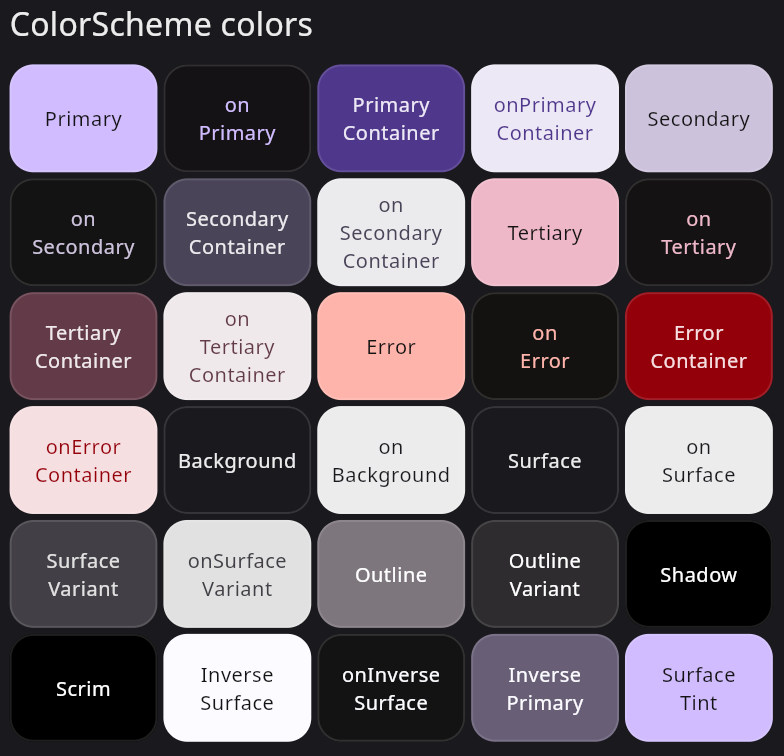 ColorScheme colors
Primary
on
Primary
Primary
Container
onPrimary
Container
Secondary
on
Secondary
Secondary
Container
on
Secondary
Container
Tertiary
on
Tertiary
Tertiary
Container
on
Tertiary
Container
Error
on
Error
Error
Container
onError
Container
Background
on
Background
Surface
on
Surface
Surface
Variant
onSurface
Variant
Outline
Outline
Variant
Shadow
Scrim
Inverse
Surface
onInverse
Surface
Inverse
Primary
Surface
Tint